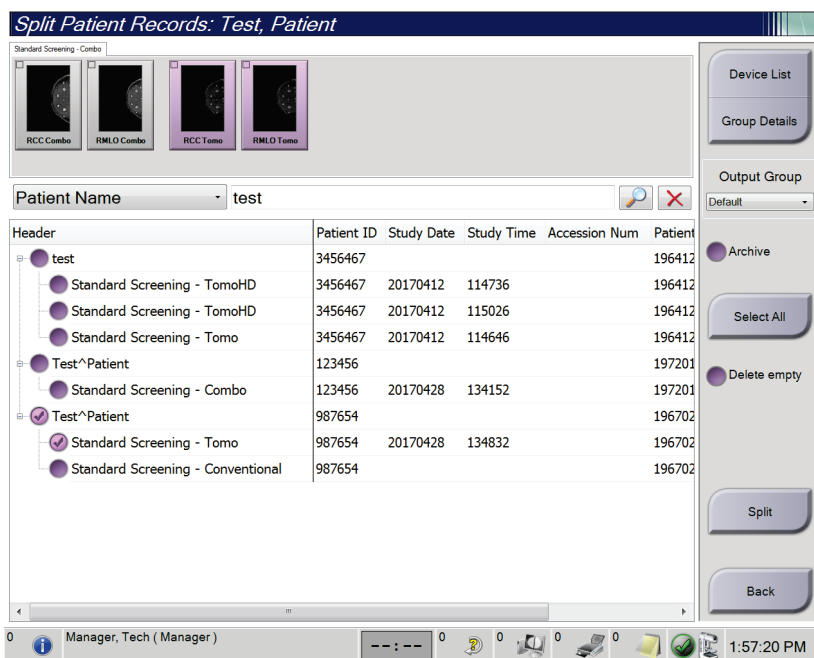 Split Patient Records: Test, Patient
Standard Screening - Combo
RCC Combo RMLO Combo RCC Tomo RMLO Tomo
Device List
Group Details
Output Group
Default
Archive
Select All
Delete empty
Split
Back
Patient Name test
Header Patient ID Study Date Study Time Accession Num Patient
test 3456467 196412
Standard Screening - TomoHD 3456467 20170412 114736 196412
Standard Screening - TomoHD 3456467 20170412 115026 196412
Standard Screening - Tomo 3456467 20170412 114646 196412
Test^Patient 123456 197201
Standard Screening - Combo 123456 20170428 134152 197201
Test^Patient 987654 196702
Standard Screening - Tomo 987654 20170428 134832 196702
Standard Screening - Conventional 987654 196702
0 Manager, Tech ( Manager ) --:-- 0 0 0 0 1:57:20 PM